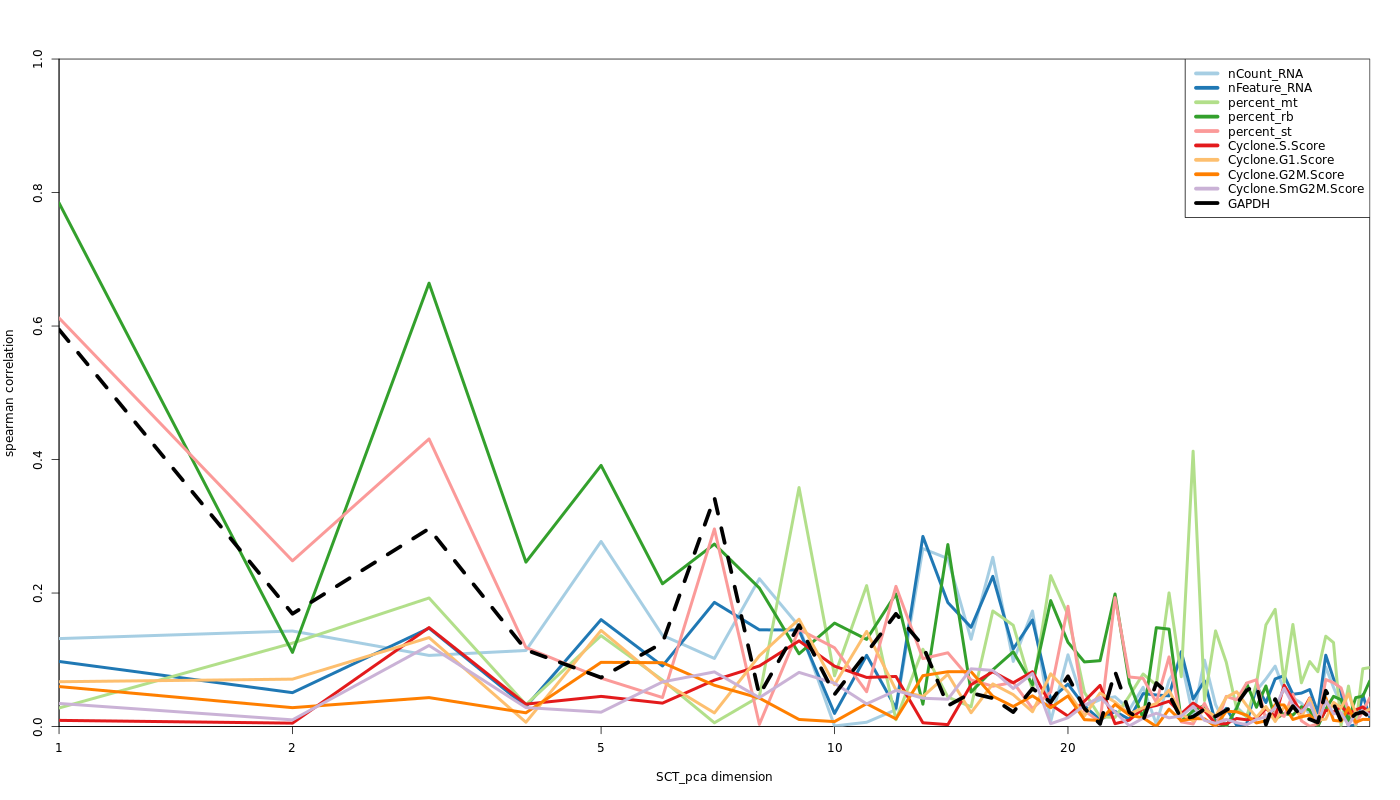 1.0
0.8
0.6
0.4
0.2
0.0
spearman correlation
nCount_RNA
nFeature_RNA
percent_mt
percent_rb
percent_st
Cyclone.S.Score
Cyclone.G1.Score
Cyclone.G2M.Score
Cyclone.SmG2M.Score
GAPDH
1 2 5 10 20
SCT_pca dimension